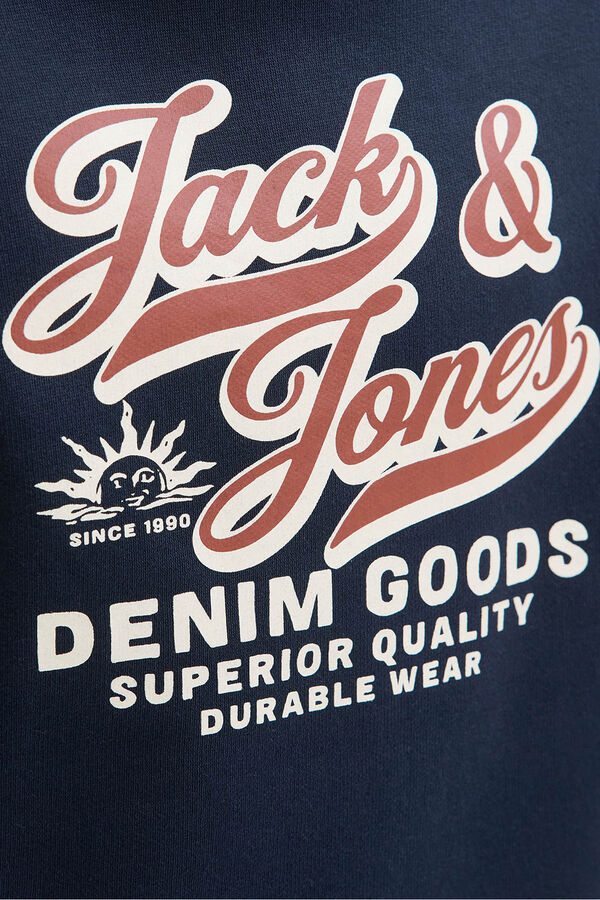 Jack &
Jones
SINCE 1990
DENIM GOODS
SUPERIOR QUALITY
DURABLE WEAR